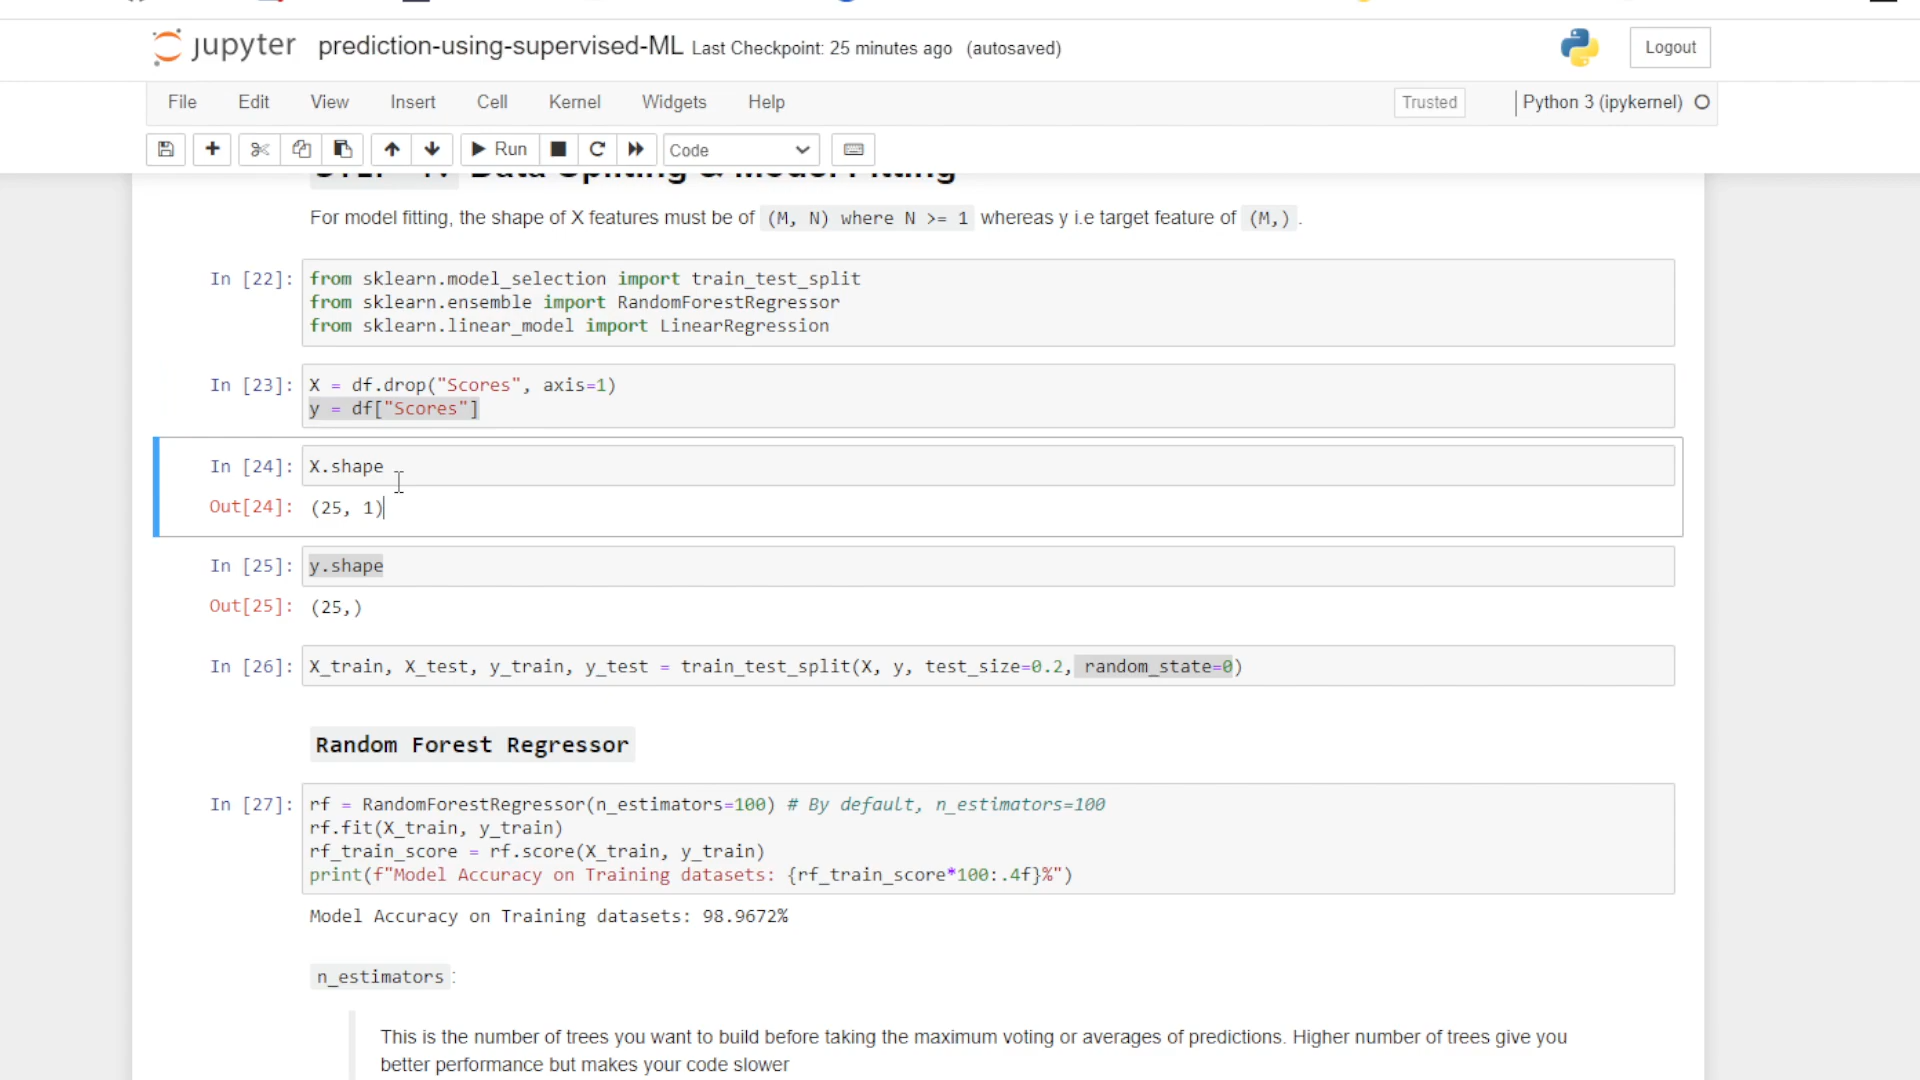 jupyter prediction-using-supervised-ML Last Checkpoint: 25 minutes ago (autosaved) Logout
File Edit View Insert Cell Kernel Widgets Help Trusted Python 3 (ipykernel)
Run Code
For model fitting, the shape of X features must be of (M, N) where N >= 1 whereas y i.e target feature of (M,) .
In [22]: from sklearn.model_selection import train_test_split
from sklearn.ensemble import RandomForestRegressor
from sklearn.linear_model import LinearRegression
In [23]: X = df.drop("Scores", axis=1)
y = df["Scores"]
In [24]: X.shape
Out[24]: (25, 1)
In [25]: y.shape
Out[25]: (25,)
In [26]: X_train, X_test, y_train, y_test = train_test_split(X, y, test_size=0.2, random_state=0)
Random Forest Regressor
In [27]: rf = RandomForestRegressor(n_estimators=100) # By default, n_estimators=100
rf.fit(X_train, y_train)
rf_train_score = rf.score(X_train, y_train)
print(f"Model Accuracy on Training datasets: {rf_train_score*100:.4f}%")
Model Accuracy on Training datasets: 98.9672%
n_estimators :
This is the number of trees you want to build before taking the maximum voting or averages of predictions. Higher number of trees give you
better performance but makes your code slower